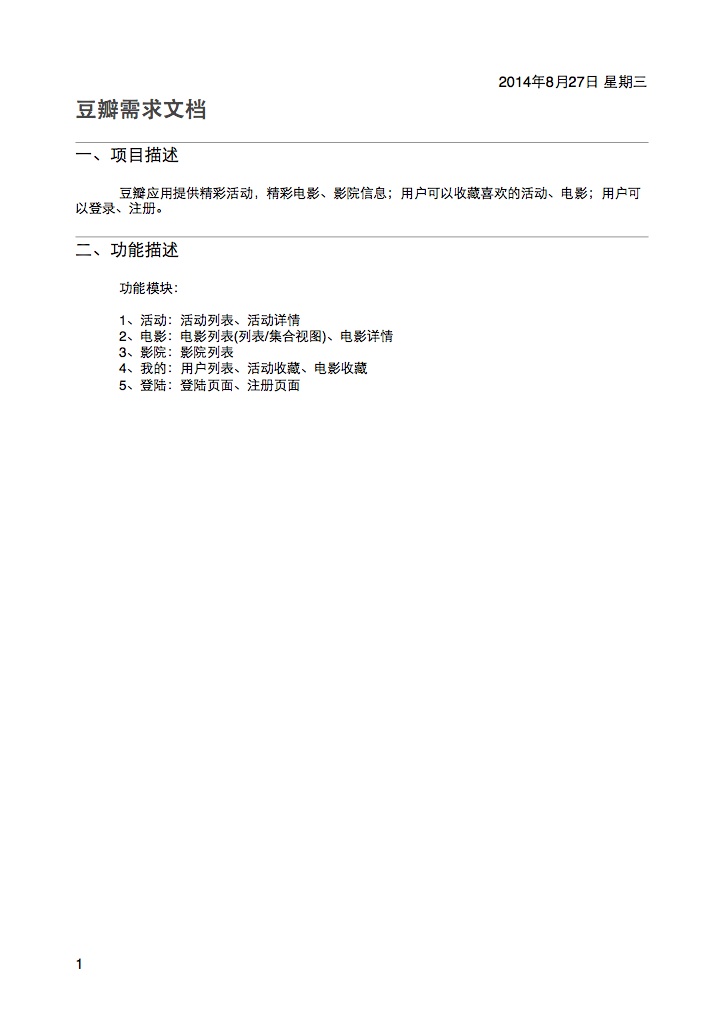 2014年8月27日 星期三
豆瓣需求文档
一、项目描述
豆瓣应用提供精彩活动，精彩电影、影院信息；用户可以收藏喜欢的活动、电影；用户可
以登录、注册。
二、功能描述
功能模块：
1、活动：活动列表、活动详情
2、电影：电影列表(列表/集合视图)、电影详情
3、影院：影院列表
4、我的：用户列表、活动收藏、电影收藏
5、登陆：登陆页面、注册页面
1